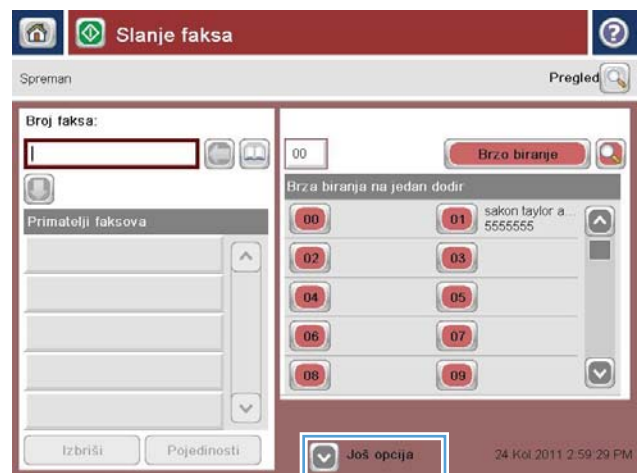 Slanje faksa
Spreman
Pregled
Broj faksa:
00
Brzo biranje
Brza biranja na jedan dodir
Primatelji faksova
00
01
sakon taylor a...
5555555
02
03
04
05
06
07
08
09
Izbriši
Pojedinosti
Još opcija
24 Kol 2011 2:59:29 PM